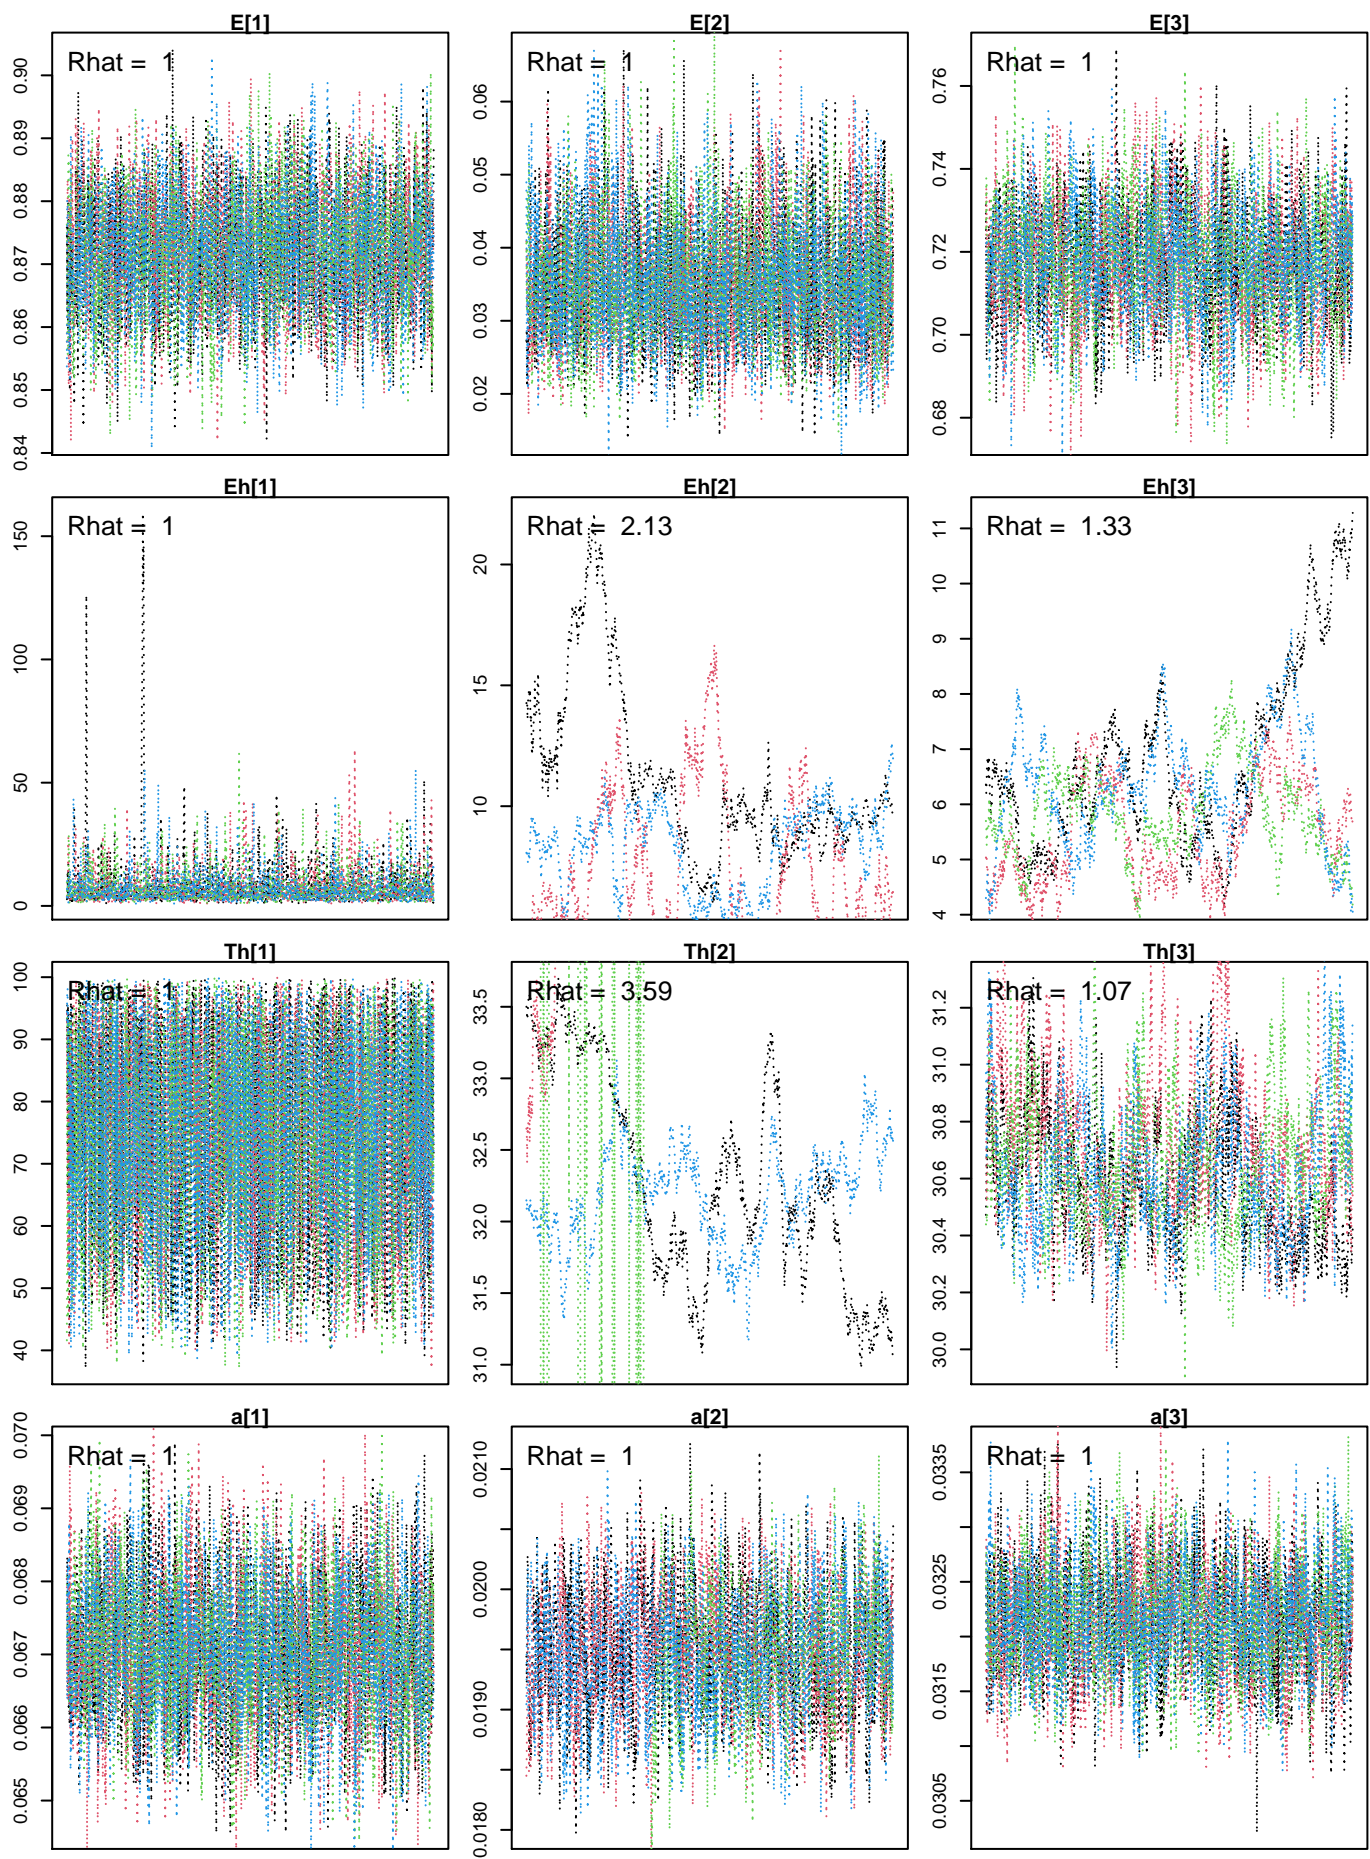 E[1]
Rhat = 1
0.84 0.85 0.86 0.87 0.88 0.89 0.90
E[2]
Rhat = 1
0.02 0.03 0.04 0.05 0.06
E[3]
Rhat = 1
0.68 0.70 0.72 0.74 0.76
Eh[1]
Rhat = 1
0 50 100 150
Eh[2]
Rhat = 2.13
10 15 20
Eh[3]
Rhat = 1.33
4 5 6 7 8 9 10 11
Th[1]
Rhat = 1
40 50 60 70 80 90 100
Th[2]
Rhat = 3.59
31.0 31.5 32.0 32.5 33.0 33.5
Th[3]
Rhat = 1.07
30.0 30.2 30.4 30.6 30.8 31.0 31.2
a[1]
Rhat = 1
0.065 0.066 0.067 0.068 0.069 0.070
a[2]
Rhat = 1
0.0180 0.0190 0.0200 0.0210
a[3]
Rhat = 1
0.0305 0.0315 0.0325 0.0335